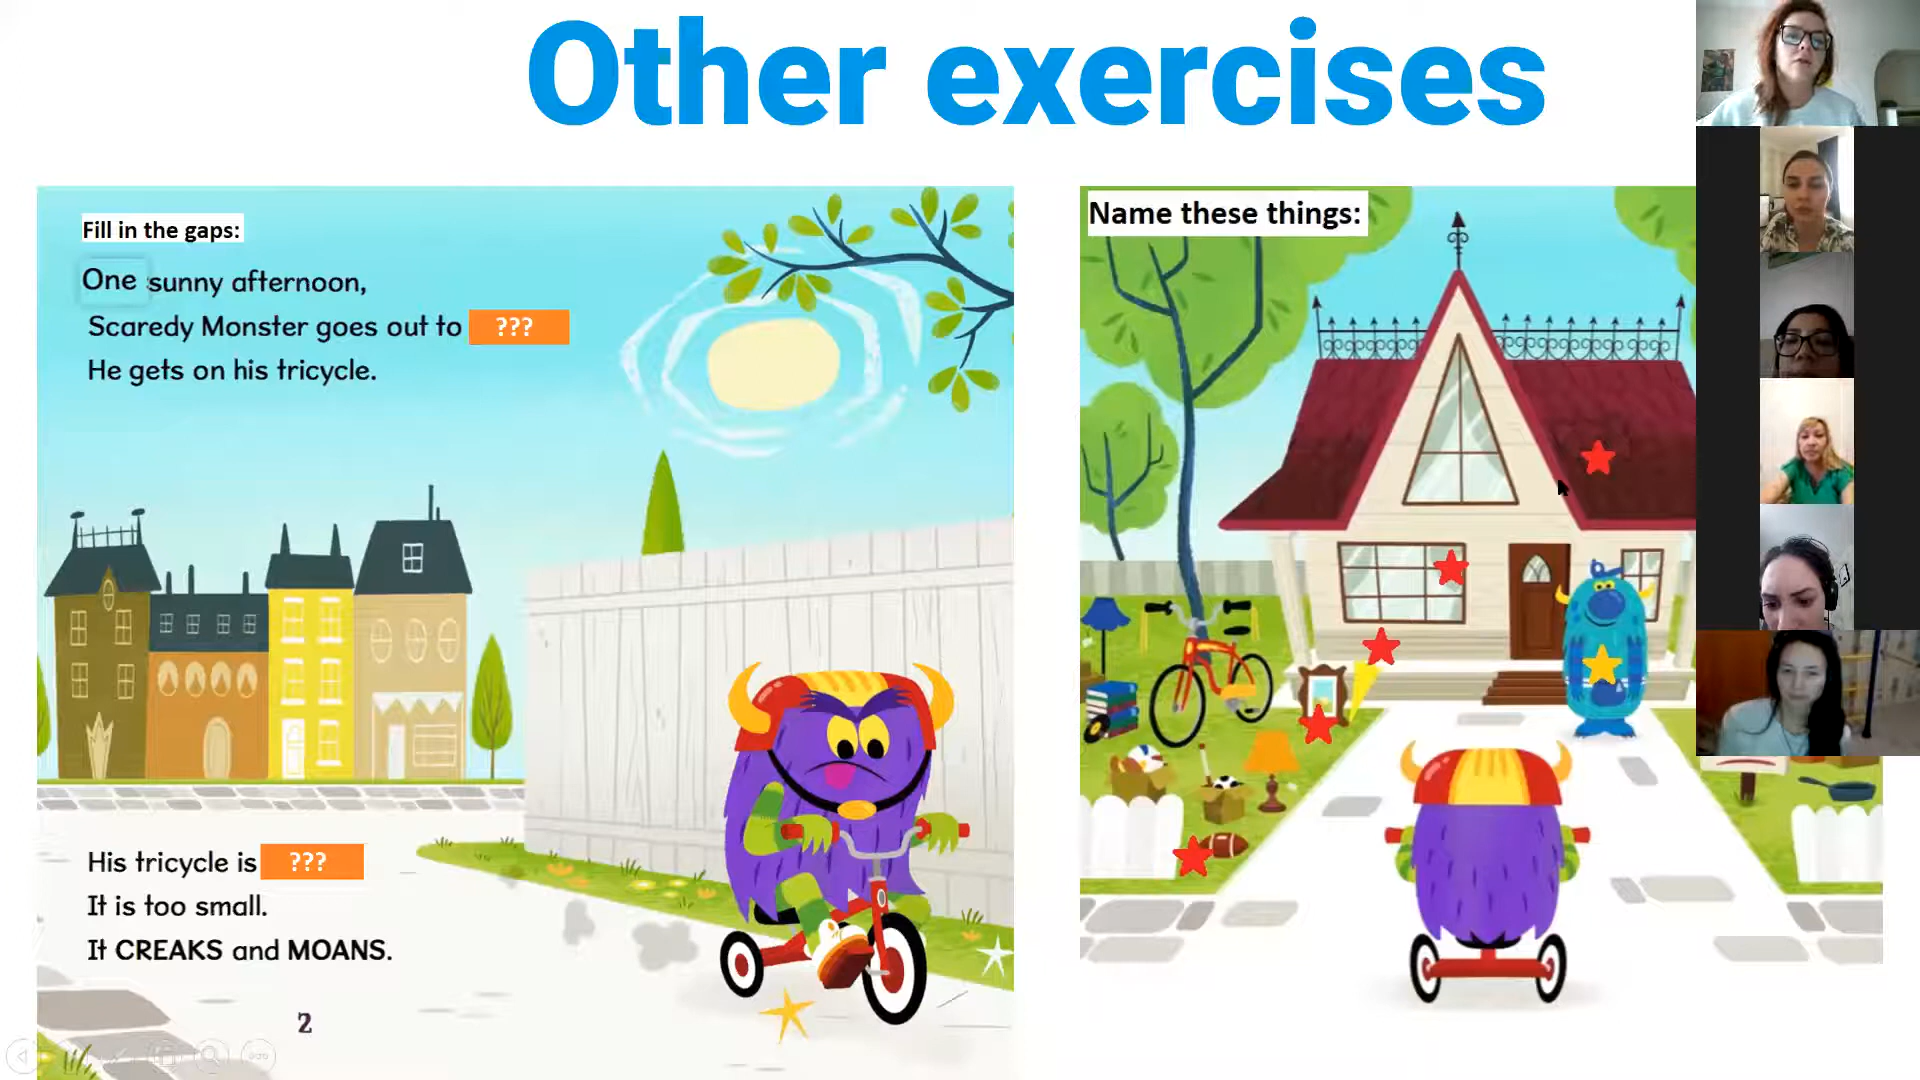 Other exercises
Fill in the gaps:
One sunny afternoon,
Scaredy Monster goes out to ???
He gets on his tricycle.
His tricycle is ???
It is too small.
It CREAKS and MOANS.
2
Name these things: